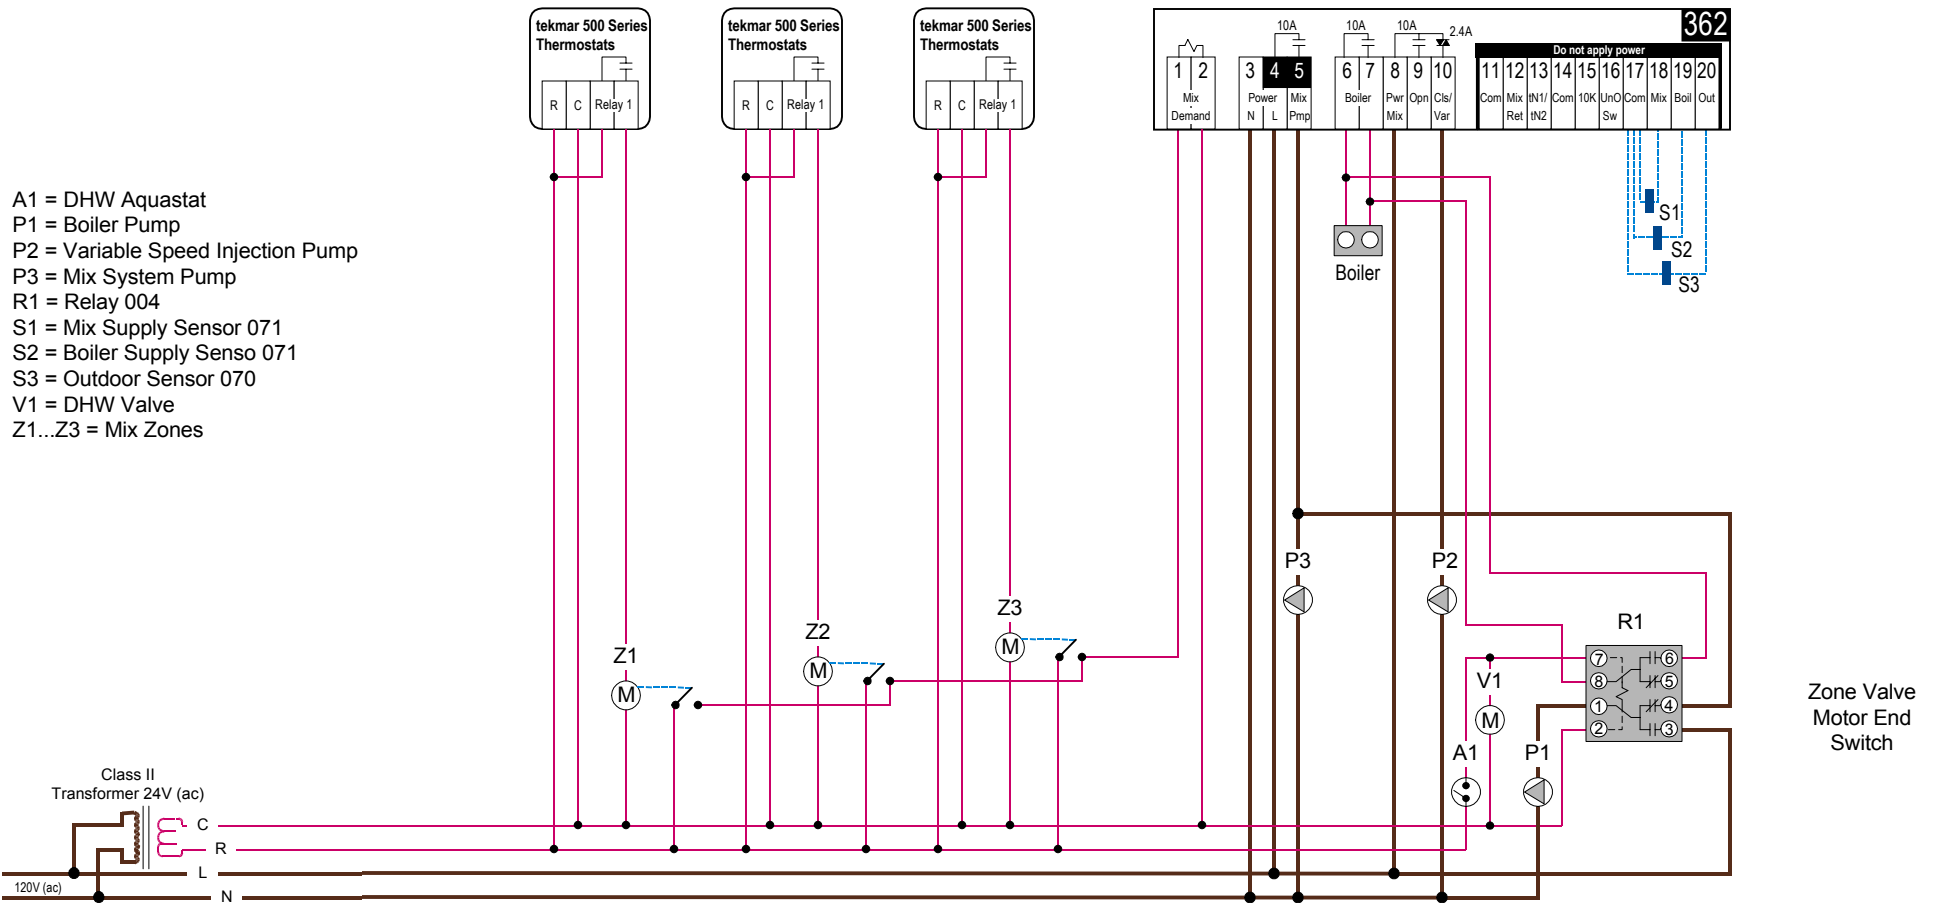 tekmar 500 Series
Thermostats
R C Relay 1
tekmar 500 Series
Thermostats
R C Relay 1
tekmar 500 Series
Thermostats
R C Relay 1
362
10A 10A 10A 2.4A
Do not apply power
1 2 3 4 5 6 7 8 9 10 11 12 13 14 15 16 17 18 19 20
Mix Power Mix Boiler Pwr Opn Cls/ Com Mix tN1/ Com 10K UnO Com Mix Boil Out
Demand N L Pmp Mix Var Ret tN2 Sw
A1 = DHW Aquastat
P1 = Boiler Pump
P2 = Variable Speed Injection Pump
P3 = Mix System Pump
R1 = Relay 004
S1 = Mix Supply Sensor 071
S2 = Boiler Supply Senso 071
S3 = Outdoor Sensor 070
V1 = DHW Valve
Z1...Z3 = Mix Zones
S1
S2
S3
Boiler
P3
P2
Z3
M
Z2
M
Z1
M
R1
7 6
8 5
1 4
2 3
V1
M
A1
P1
Zone Valve
Motor End
Switch
Class II
Transformer 24V (ac)
C
R
L
120V (ac)
N